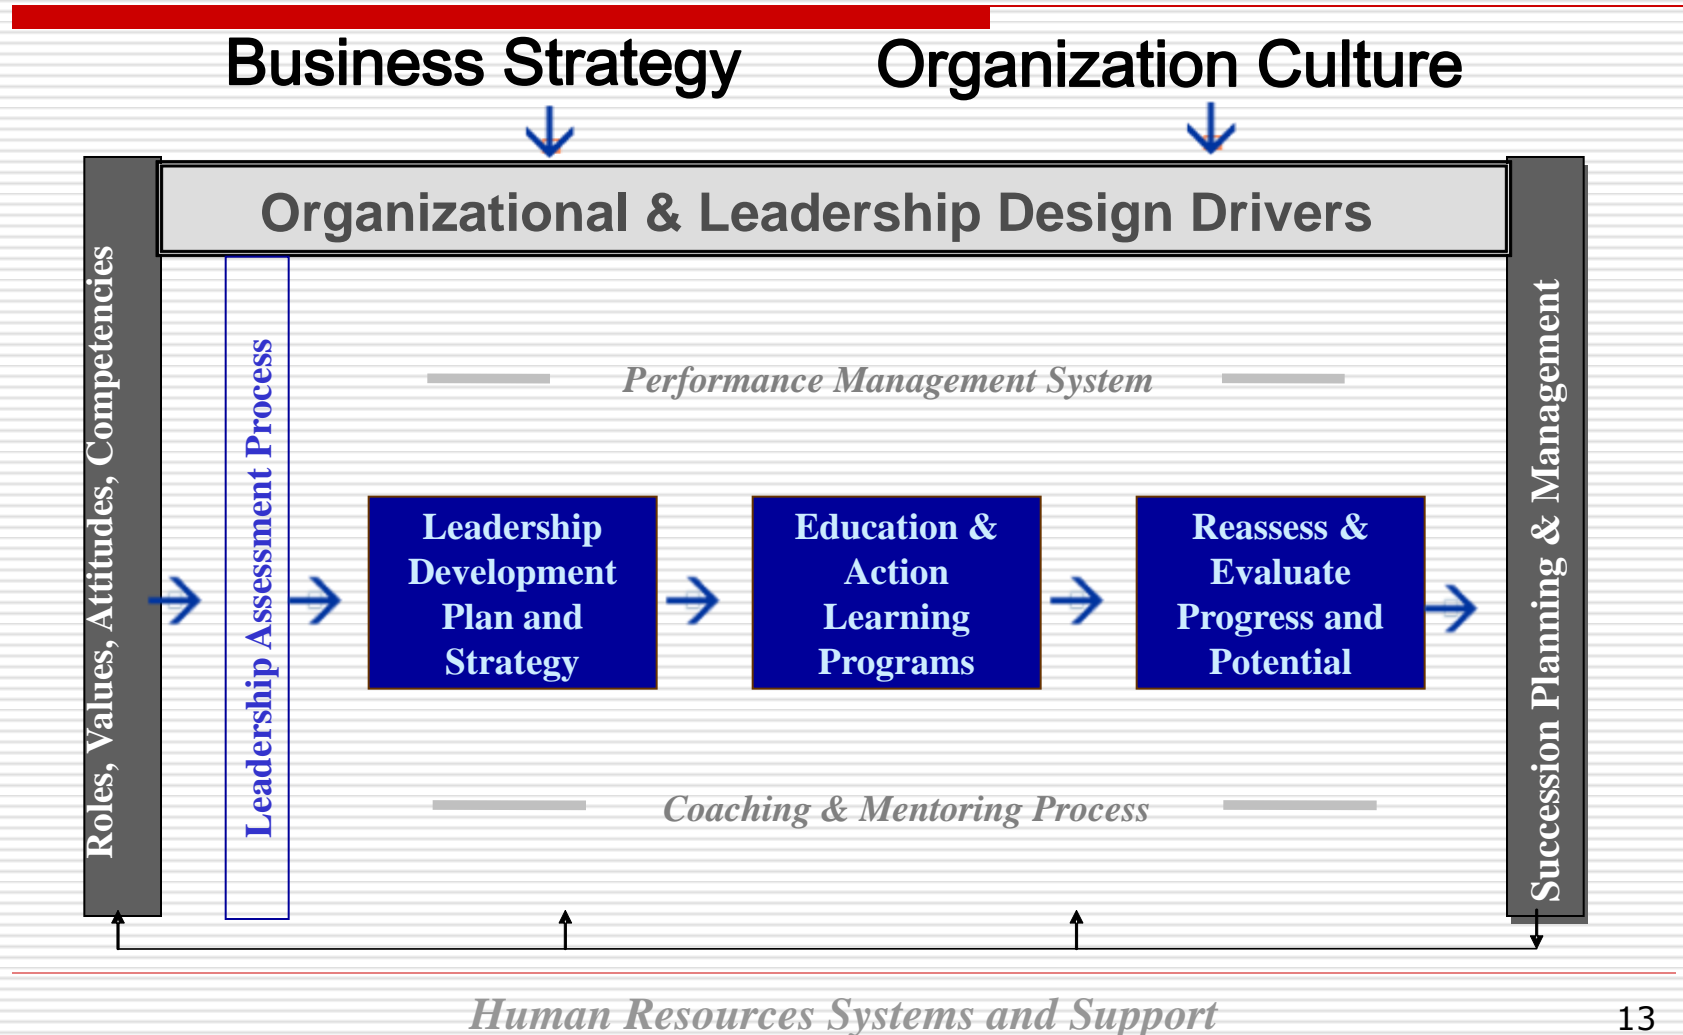 Business Strategy
Organization Culture
Organizational & Leadership Design Drivers
Roles, Values, Attitudes, Competencies
Leadership Assessment Process
Performance Management System
Leadership
Development
Plan and
Strategy
Education &
Action
Learning
Programs
Reassess &
Evaluate
Progress and
Potential
Coaching & Mentoring Process
Succession Planning & Management
Human Resources Systems and Support
13